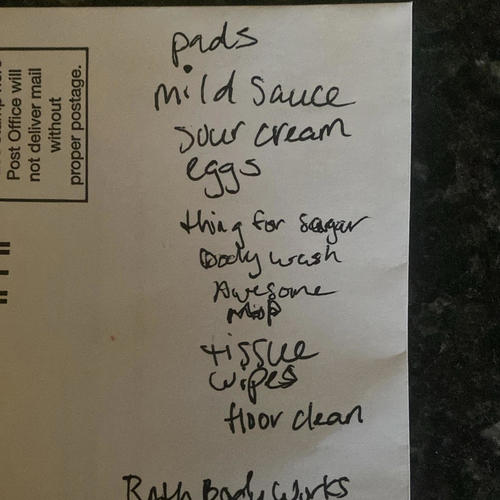 pads
mild sauce
sour cream
eggs
thing for sugar
Body wash
Awesome
Mop
tissue
wipes
floor clean
Bath Body Works
Post Office will
not deliver mail
without
proper postage.